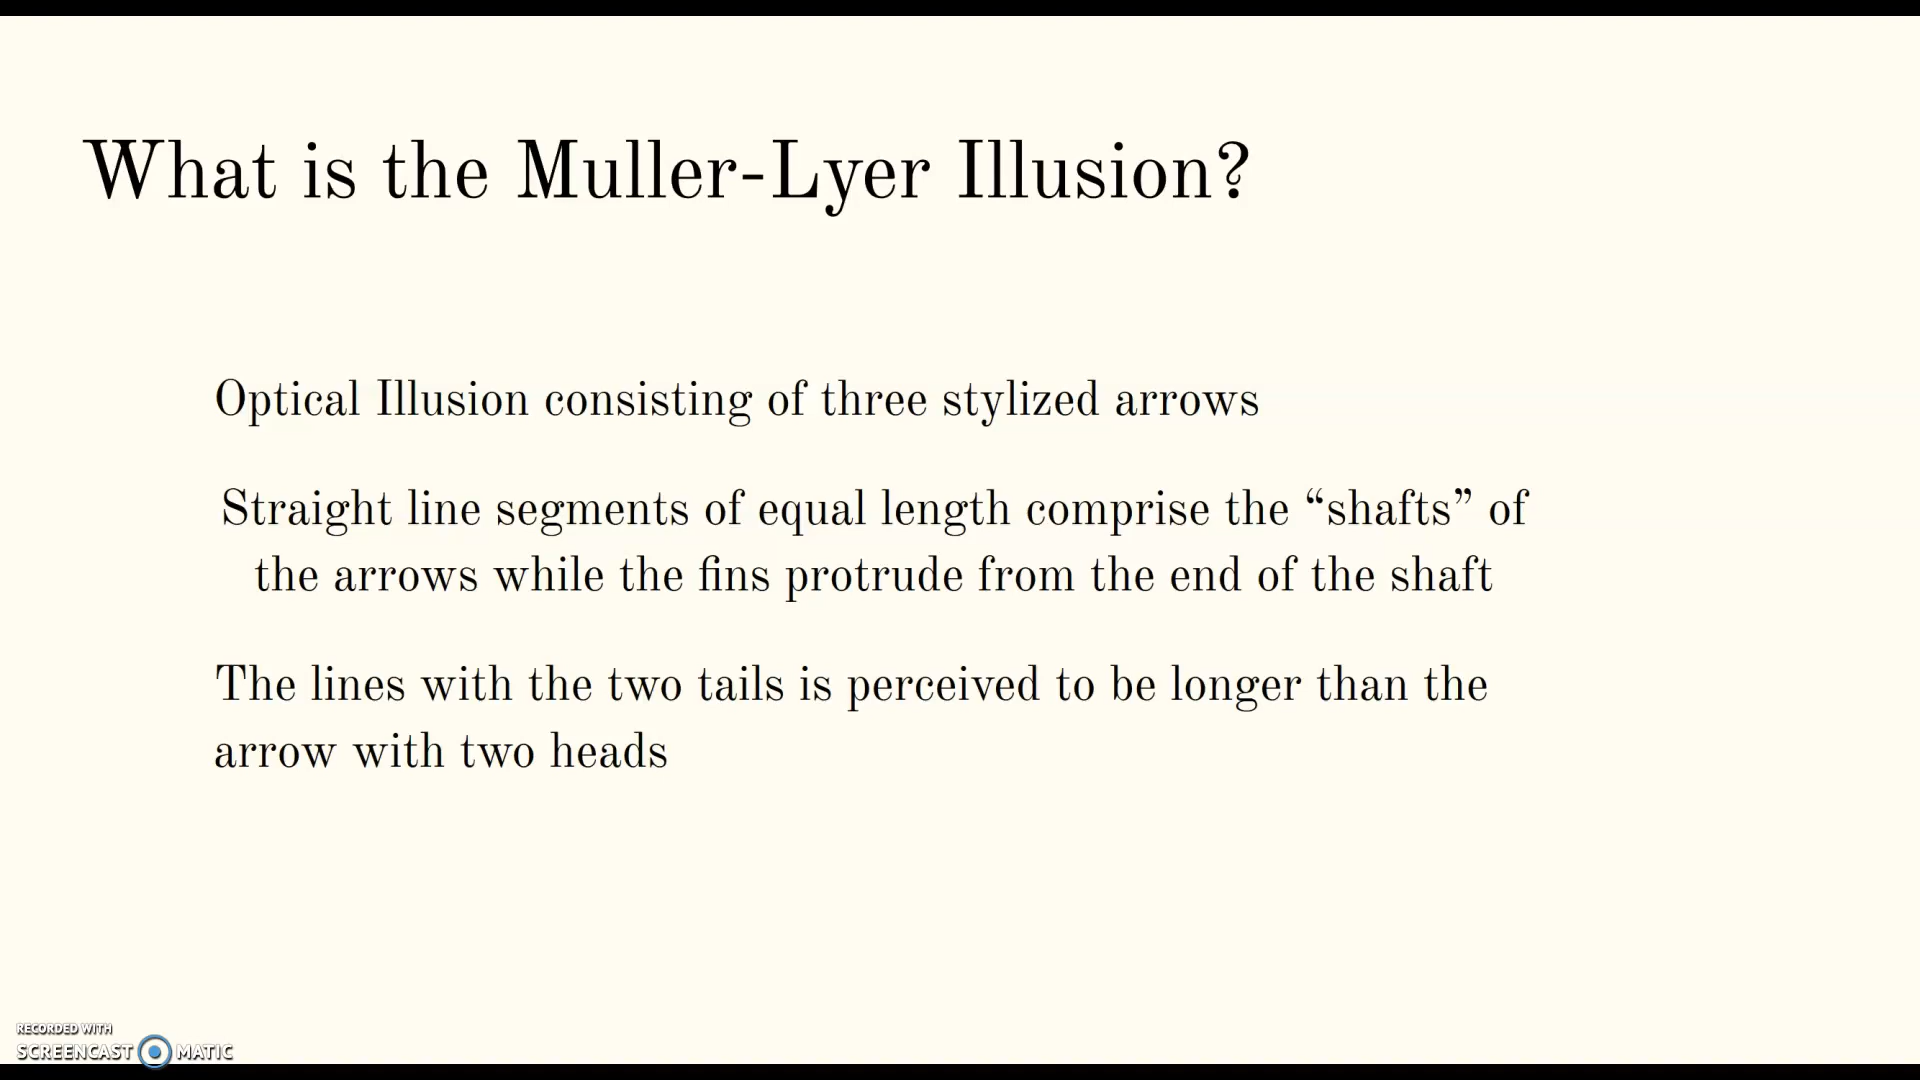 What is the Muller-Lyer Illusion?
Optical Illusion consisting of three stylized arrows
Straight line segments of equal length comprise the “shafts” of
the arrows while the fins protrude from the end of the shaft
The lines with the two tails is perceived to be longer than the
arrow with two heads
RECORDED WITH
SCREENCAST MATIC